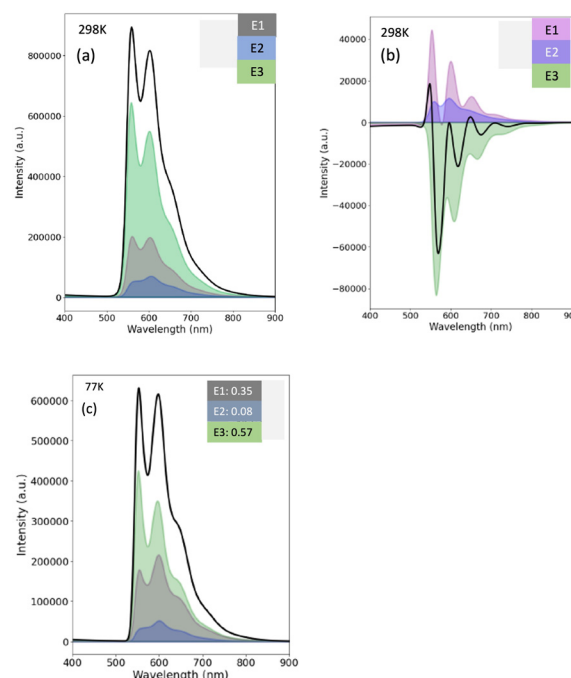 298K
(a)
E1
E2
E3
800000
600000
400000
200000
0
400 500 600 700 800 900
Wavelength (nm)
Intensity (a.u.)
298K
(b)
E1
E2
E3
40000
20000
0
−20000
−40000
−60000
−80000
400 500 600 700 800 900
Wavelength (nm)
Intensity (a.u.)
77K
(c)
E1: 0.35
E2: 0.08
E3: 0.57
600000
500000
400000
300000
200000
100000
0
400 500 600 700 800 900
Wavelength (nm)
Intensity (a.u.)